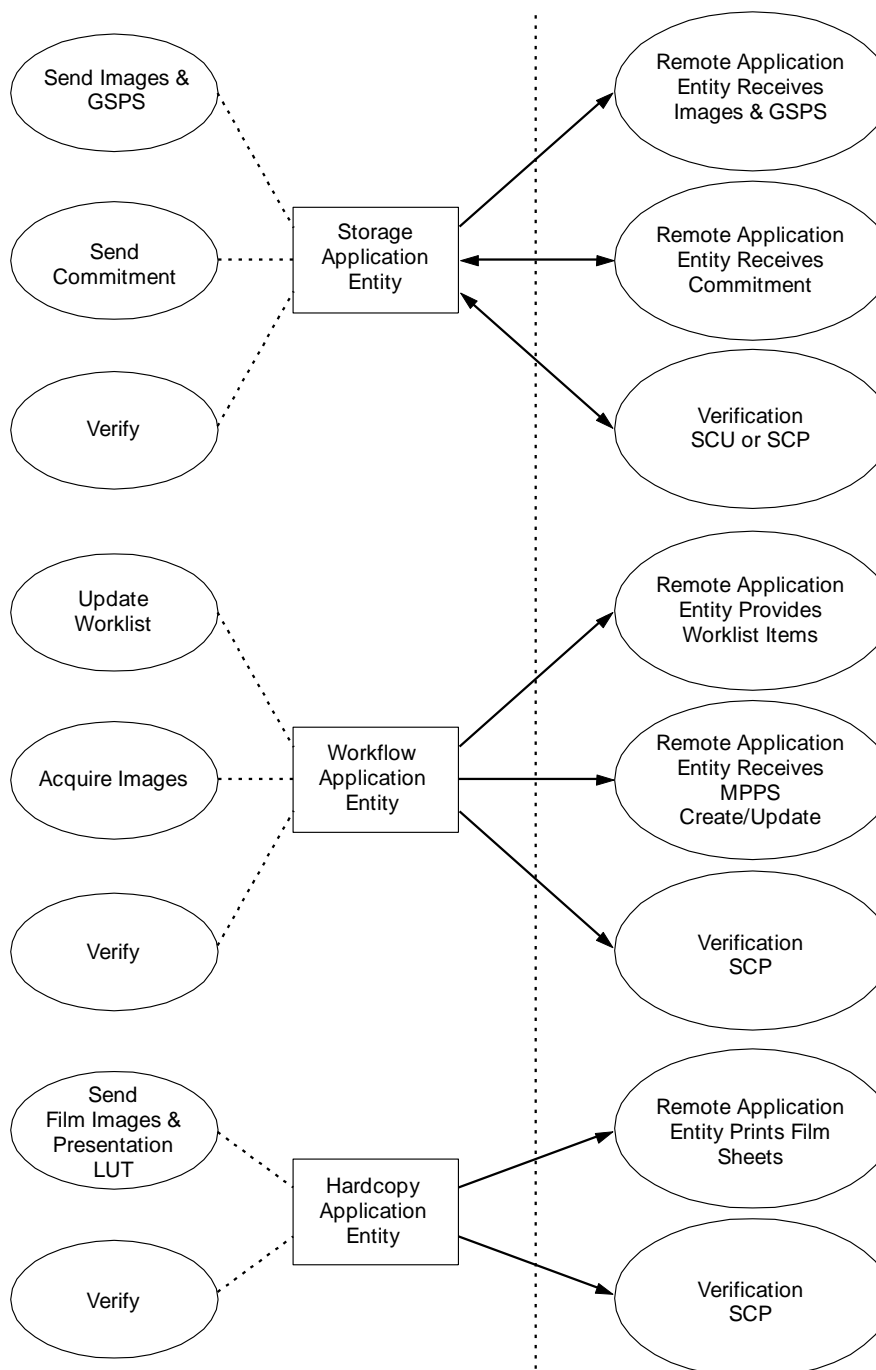 Send Images &
GSPS
Remote Application
Entity Receives
Images & GSPS
Storage
Application
Entity
Send
Commitment
Remote Application
Entity Receives
Commitment
Verify
Verification
SCU or SCP
Update
Worklist
Remote Application
Entity Provides
Worklist Items
Workflow
Application
Entity
Acquire Images
Remote Application
Entity Receives
MPPS
Create/Update
Verify
Verification
SCP
Send
Film Images &
Presentation
LUT
Remote Application
Entity Prints Film
Sheets
Hardcopy
Application
Entity
Verify
Verification
SCP